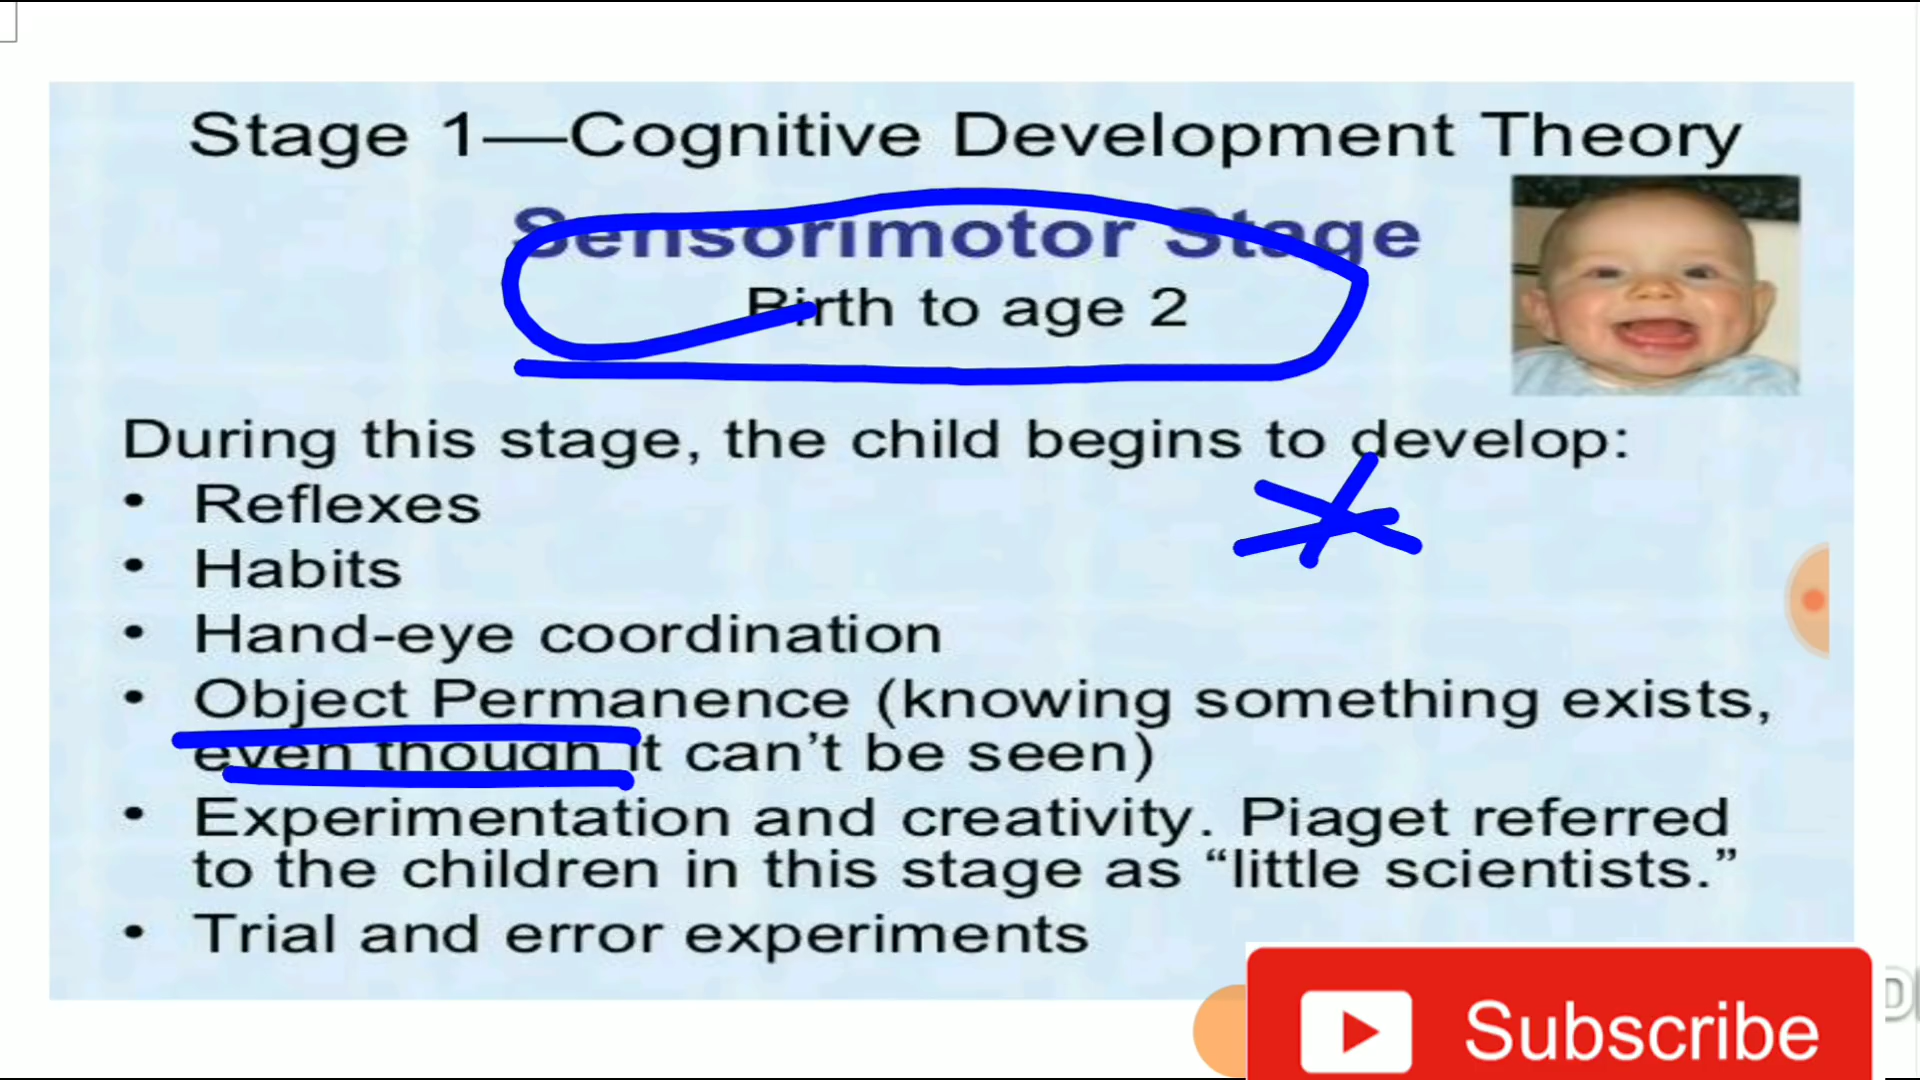 Stage 1—Cognitive Development Theory
Sensorimotor Stage
Birth to age 2
During this stage, the child begins to develop:
• Reflexes
• Habits
• Hand-eye coordination
• Object Permanence (knowing something exists,
even though it can’t be seen)
• Experimentation and creativity. Piaget referred
to the children in this stage as “little scientists.”
• Trial and error experiments
Subscribe